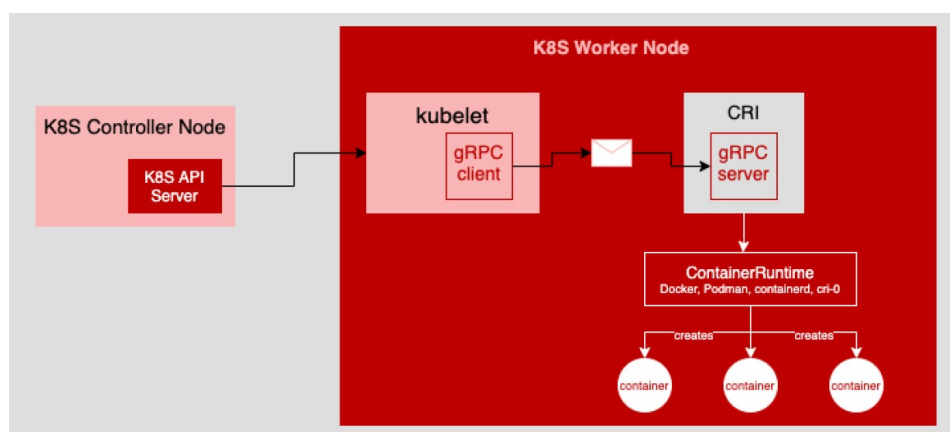 K8S Worker Node
K8S Controller Node
K8S API
Server
kubelet
gRPC
client
CRI
gRPC
server
ContainerRuntime
Docker, Podman, containerd, cri-0
creates
creates
container
container
container